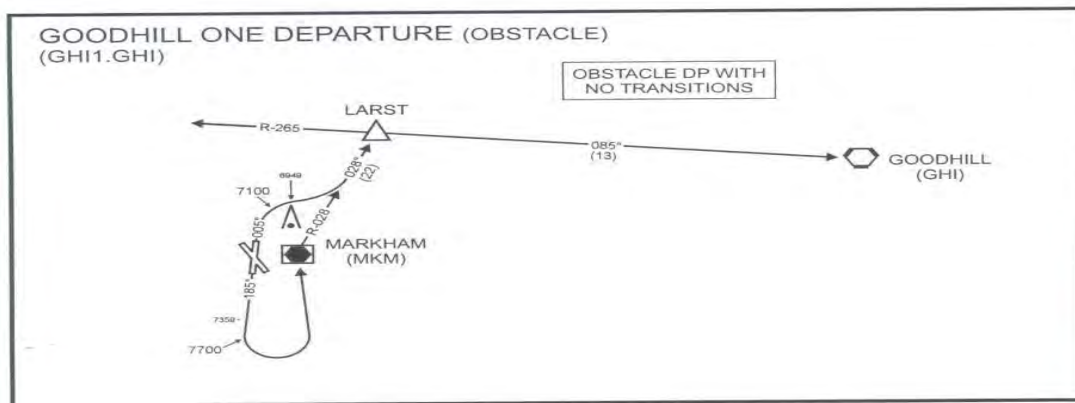 GOODHILL ONE DEPARTURE (OBSTACLE)
(GHI1.GHI)
OBSTACLE DP WITH
NO TRANSITIONS
LARST
R-265
085°
(13)
GOODHILL
(GHI)
028°
(22)
6949
7100
005°
R-028
MARKHAM
(MKM)
185°
7359
7700